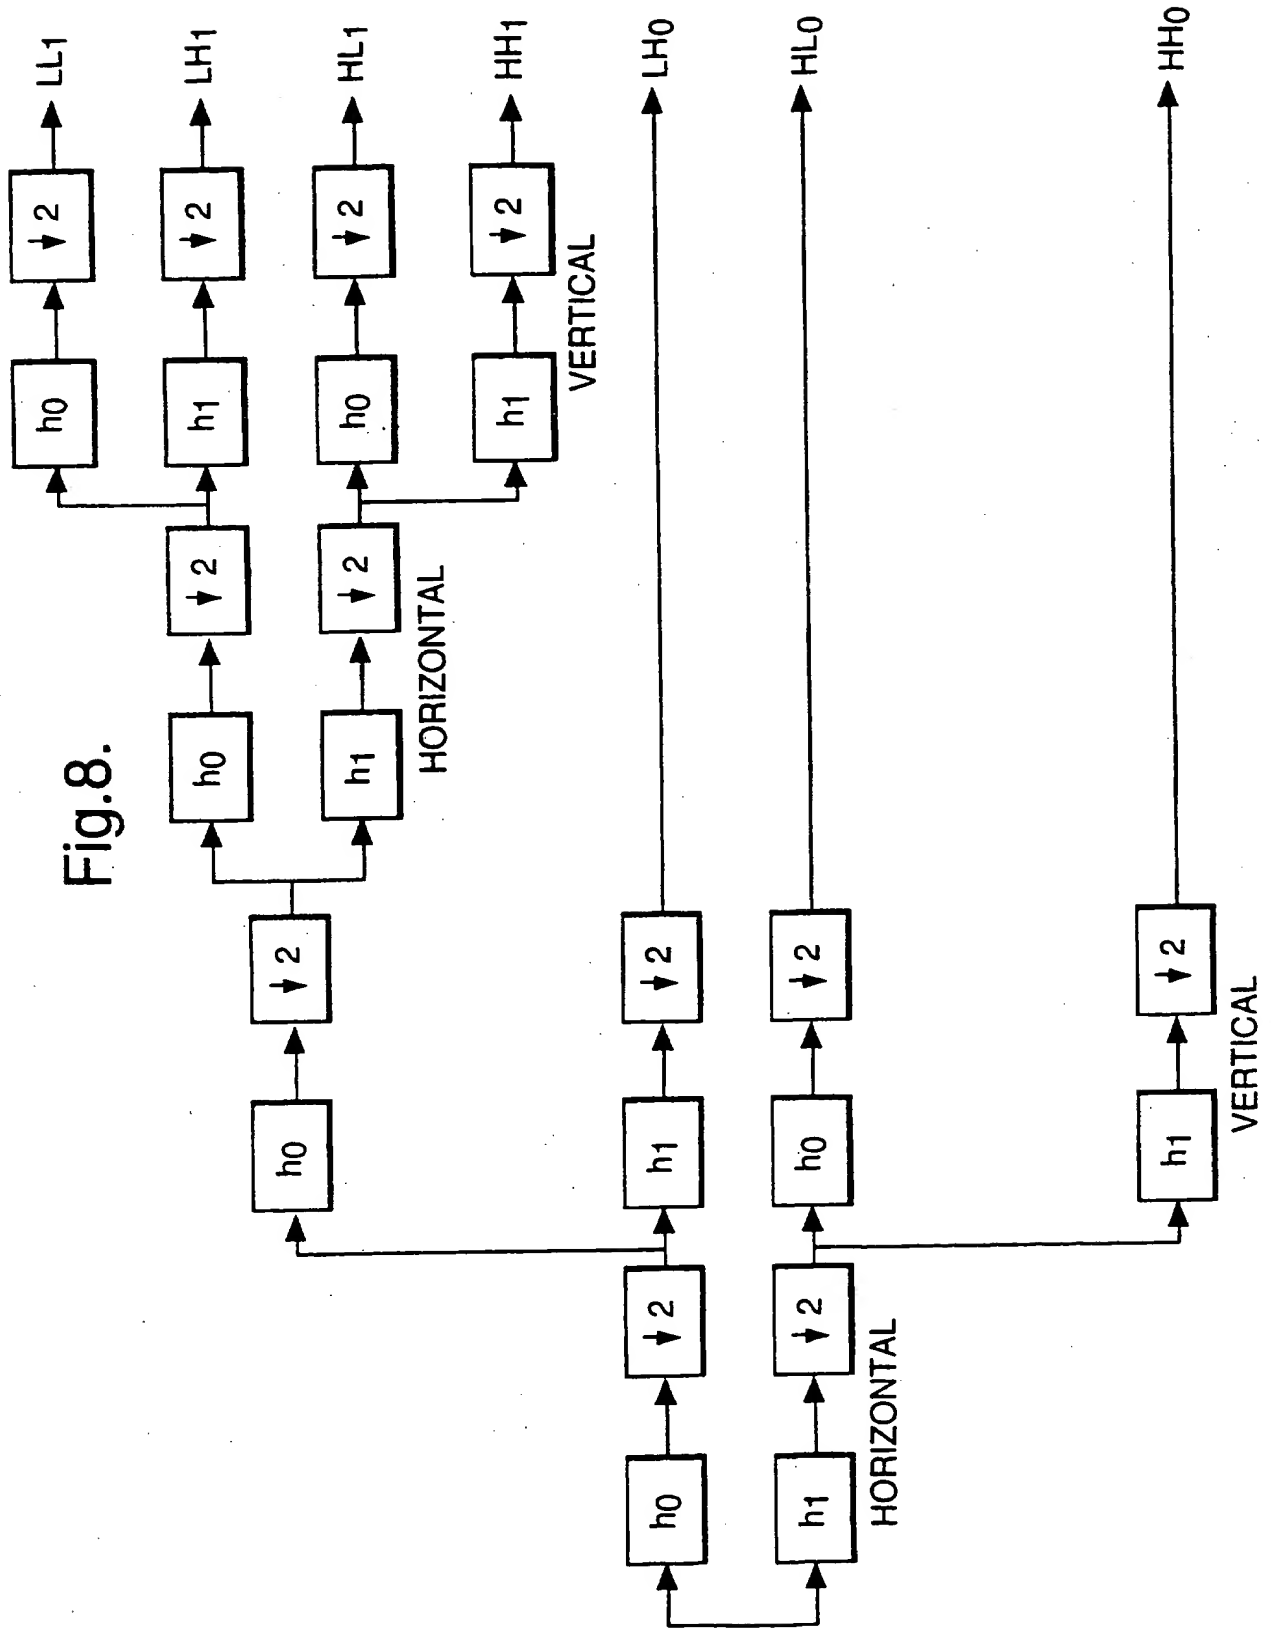 Fig.8.
h0
↓ 2
h0
↓ 2
h0
↓ 2
h0
↓ 2
LL1
h1
↓ 2
LH1
h1
↓ 2
h0
↓ 2
HL1
h1
↓ 2
HH1
HORIZONTAL
VERTICAL
h1
↓ 2
LH0
h1
↓ 2
h0
↓ 2
HL0
h1
↓ 2
HH0
HORIZONTAL
VERTICAL